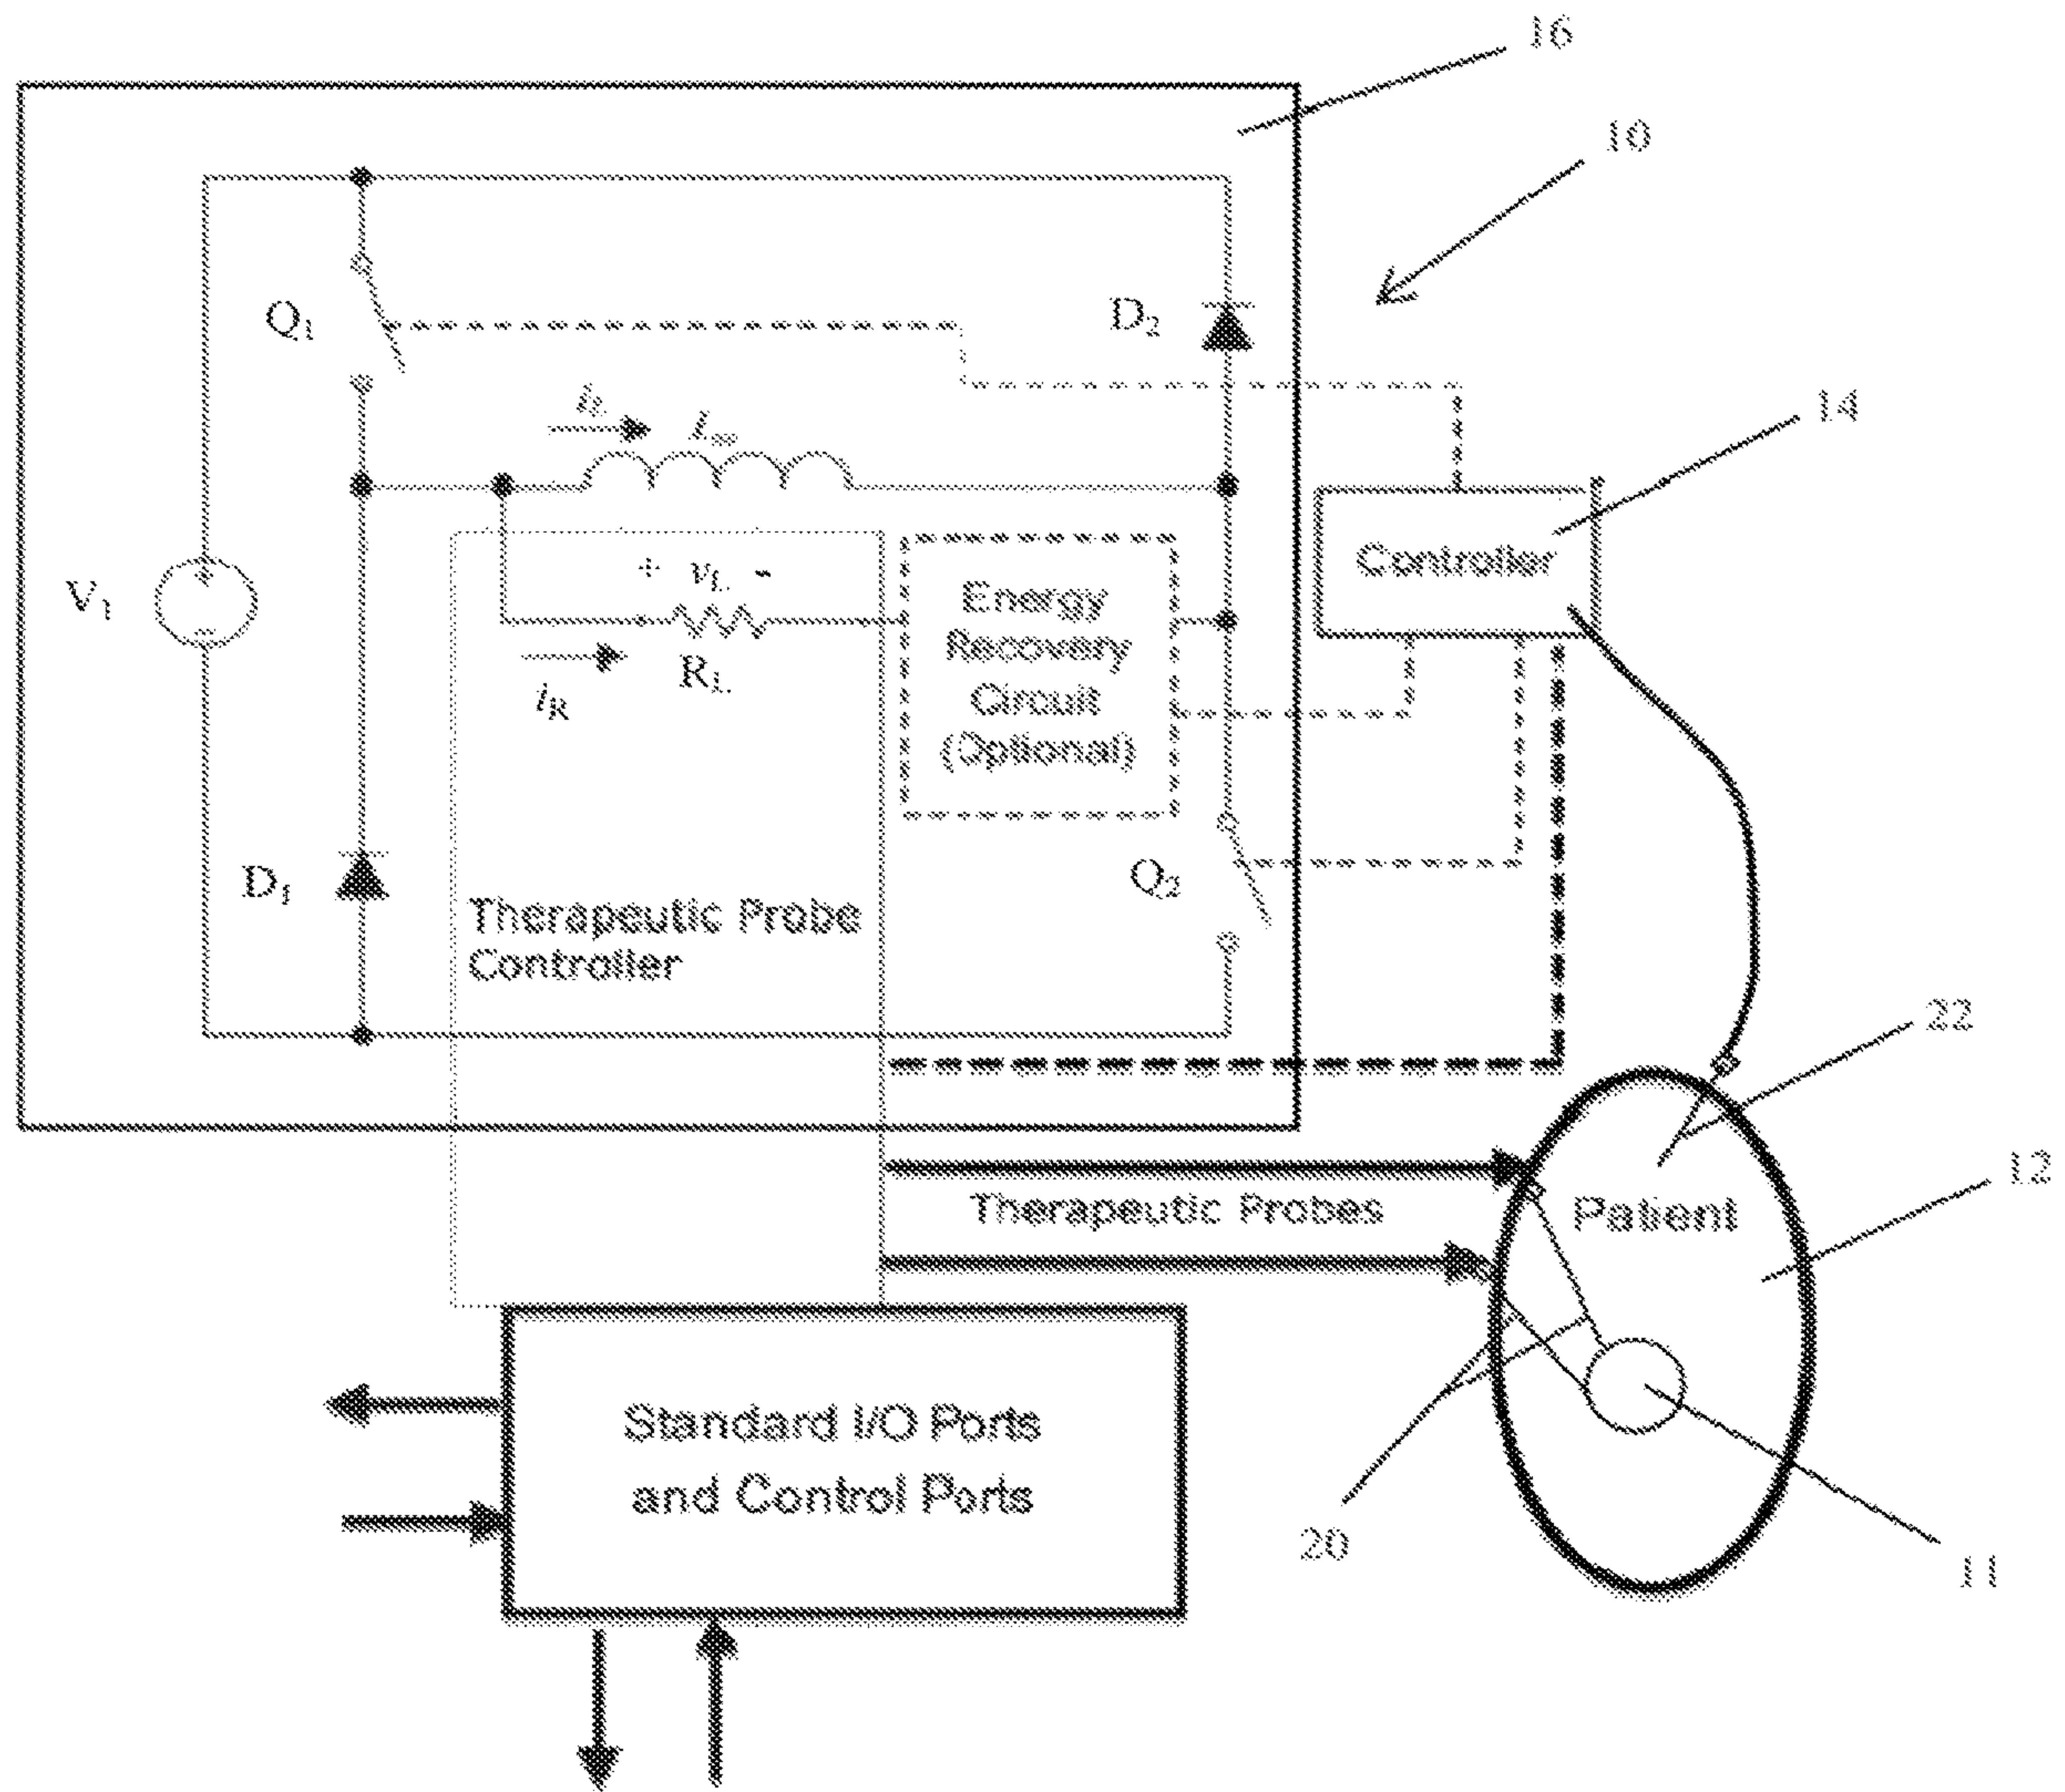 16
10
Q1
D2
iL
L∞
14
Controller
V1
+ vL -
RL
iR
Energy
Recovery
Circuit
(Optional)
D1
Q2
Therapeutic Probe
Controller
22
12
Therapeutic Probes
Patient
Standard I/O Ports
and Control Ports
20
11